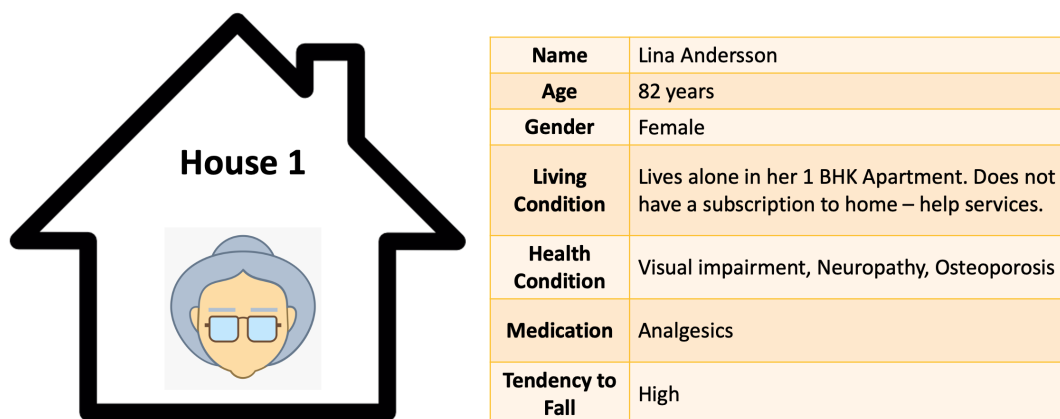 House 1
Name Lina Andersson
Age 82 years
Gender Female
Living Condition Lives alone in her 1 BHK Apartment. Does not
have a subscription to home – help services.
Health Condition Visual impairment, Neuropathy, Osteoporosis
Medication Analgesics
Tendency to Fall High